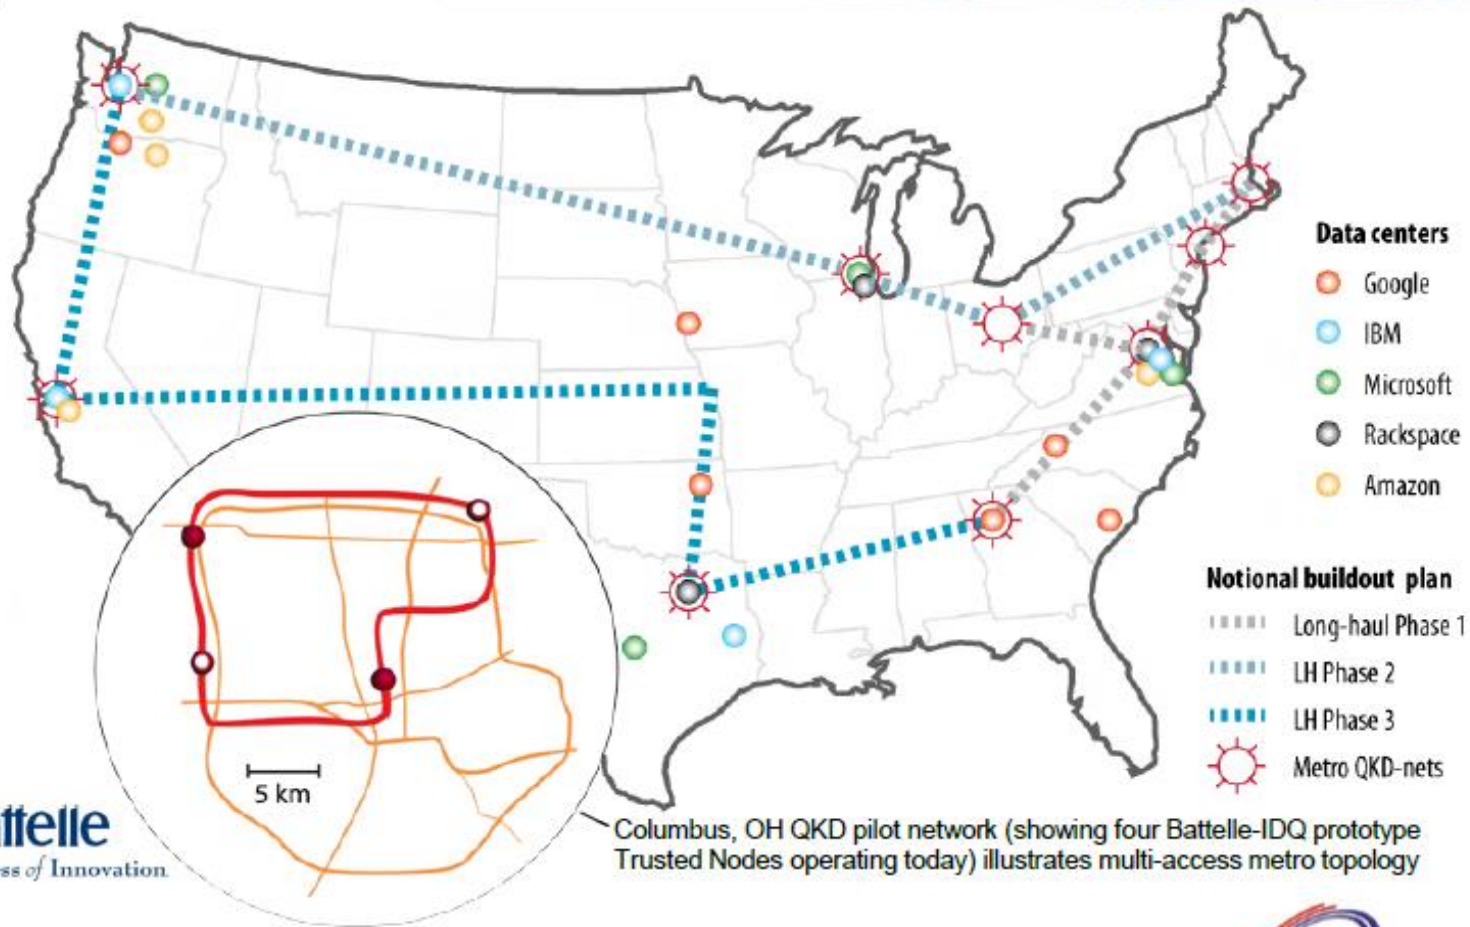 Data centers
Google
IBM
Microsoft
Rackspace
Amazon
Notional buildout plan
Long-haul Phase 1
LH Phase 2
LH Phase 3
Metro QKD-nets
5 km
Columbus, OH QKD pilot network (showing four Battelle-IDQ prototype
Trusted Nodes operating today) illustrates multi-access metro topology
ttelle
ss of Innovation